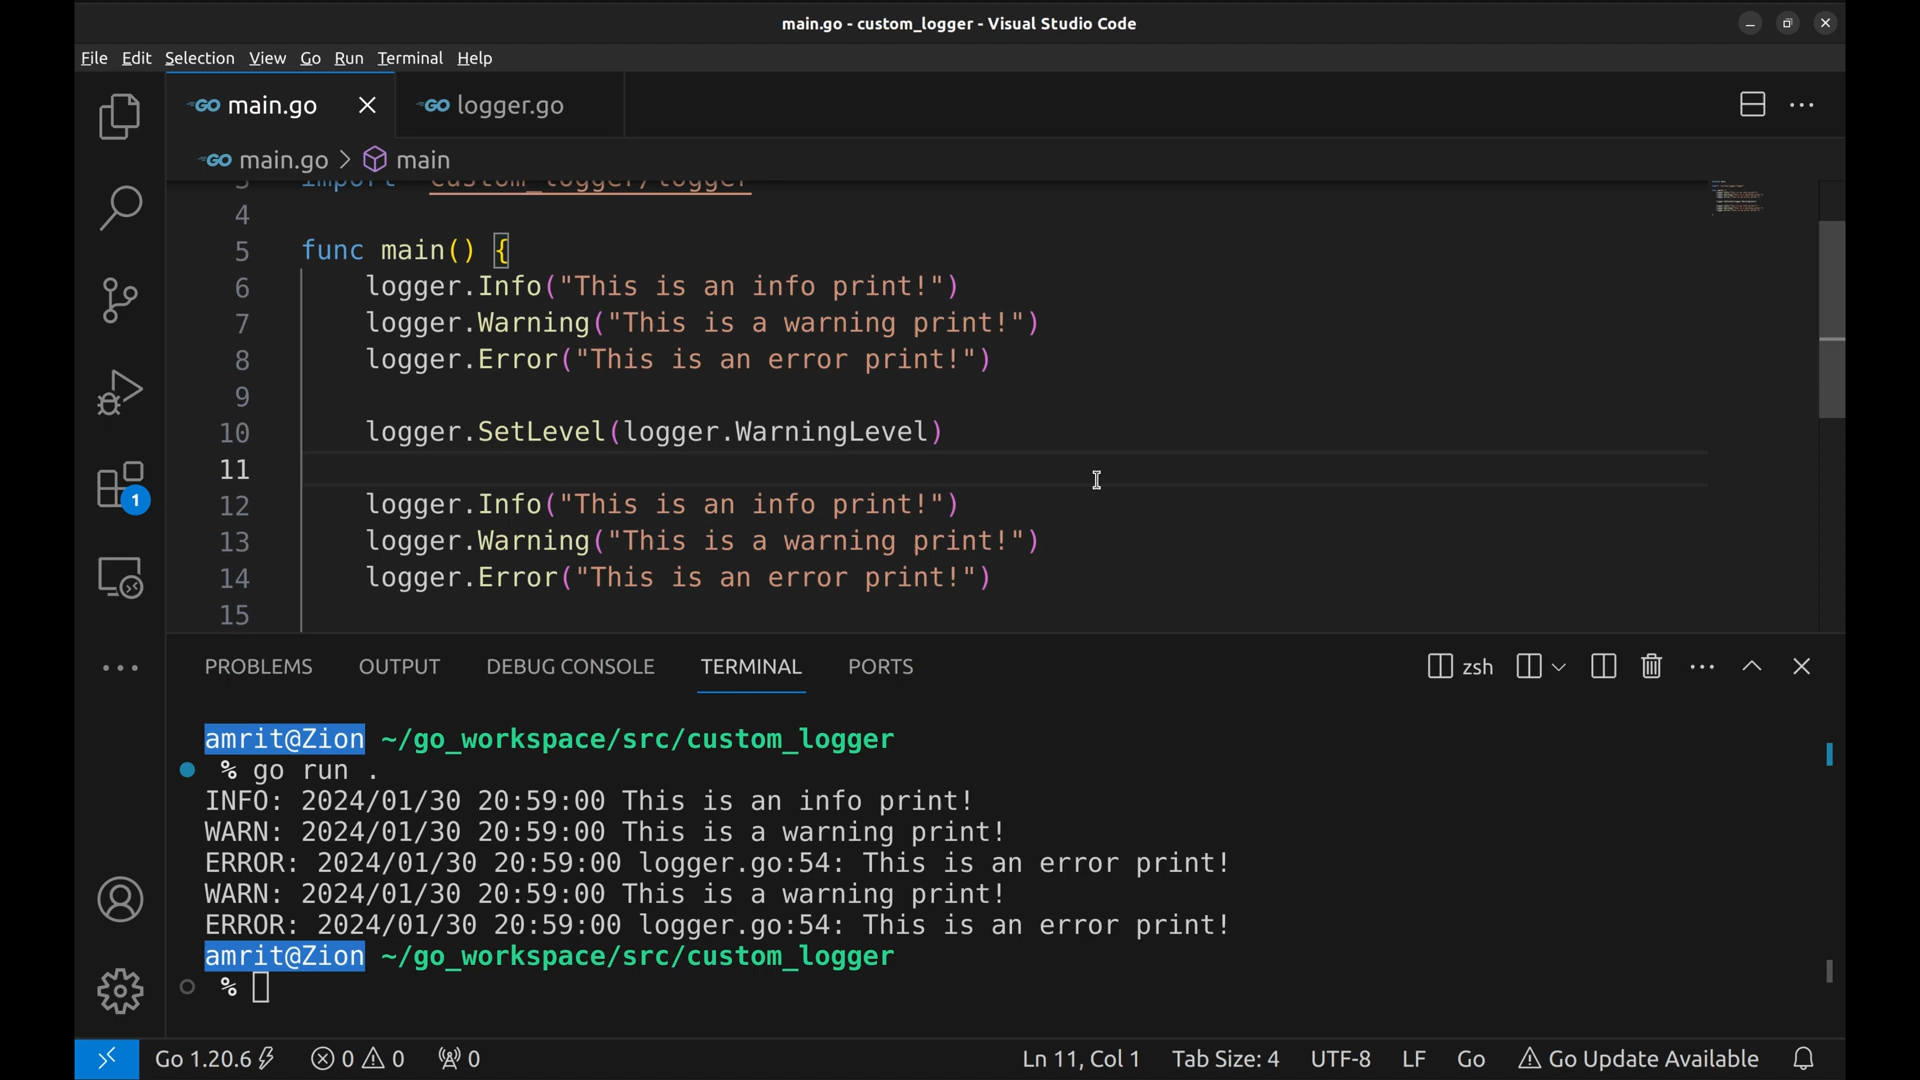 main.go - custom_logger - Visual Studio Code
File Edit Selection View Go Run Terminal Help
GO main.go GO logger.go
GO main.go > main
3 import "custom_logger/logger"
4
5 func main() {
6 logger.Info("This is an info print!")
7 logger.Warning("This is a warning print!")
8 logger.Error("This is an error print!")
9
10 logger.SetLevel(logger.WarningLevel)
11
12 logger.Info("This is an info print!")
13 logger.Warning("This is a warning print!")
14 logger.Error("This is an error print!")
15
1
PROBLEMS OUTPUT DEBUG CONSOLE TERMINAL PORTS zsh
amrit@Zion ~/go_workspace/src/custom_logger
% go run .
INFO: 2024/01/30 20:59:00 This is an info print!
WARN: 2024/01/30 20:59:00 This is a warning print!
ERROR: 2024/01/30 20:59:00 logger.go:54: This is an error print!
WARN: 2024/01/30 20:59:00 This is a warning print!
ERROR: 2024/01/30 20:59:00 logger.go:54: This is an error print!
amrit@Zion ~/go_workspace/src/custom_logger
%
Go 1.20.6 0 0 0 Ln 11, Col 1 Tab Size: 4 UTF-8 LF Go Go Update Available